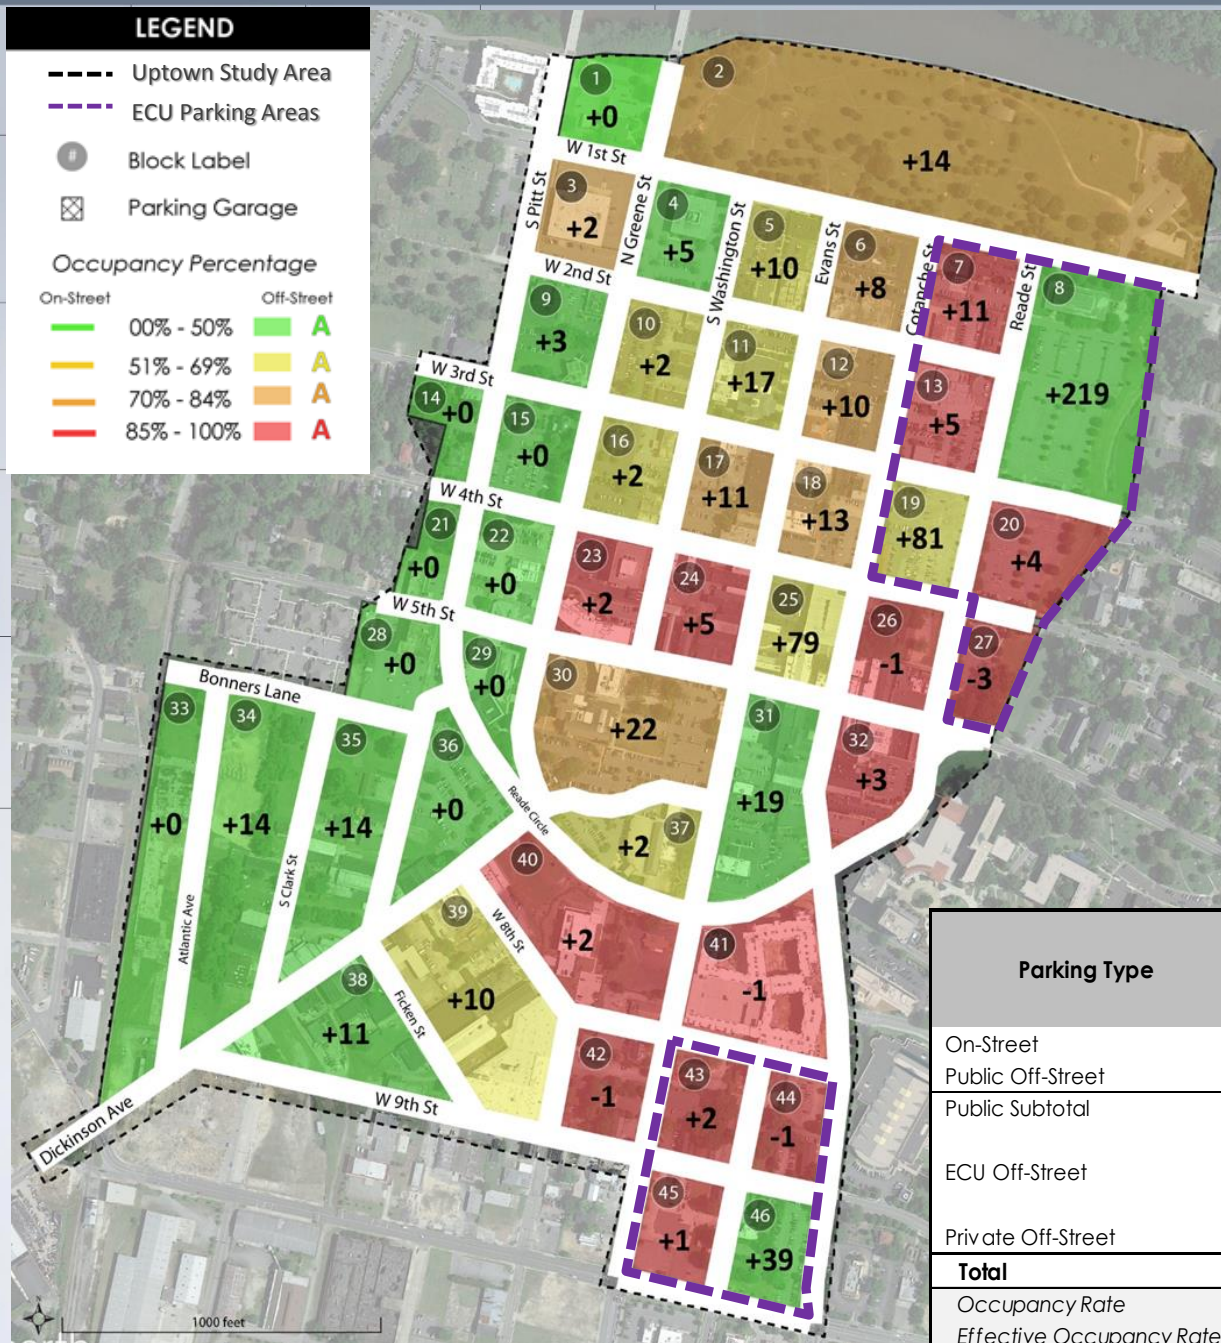 LEGEND
Uptown Study Area
ECU Parking Areas
# Block Label
Parking Garage
Occupancy Percentage
On-Street Off-Street
00% - 50% A
51% - 69% A
70% - 84% A
85% - 100% A
1
+0
2
+14
W 1st St
S Pitt St
3
+2
N Greene St
4
+5
S Washington St
5
+10
Evans St
6
+8
Cotanche St
7
+11
Reade St
8
+219
W 2nd St
9
+3
10
+2
11
+17
12
+10
13
+5
W 3rd St
14
+0
15
+0
16
+2
17
+11
18
+13
19
+81
20
+4
W 4th St
21
+0
22
+0
23
+2
24
+5
25
+79
26
-1
27
-3
W 5th St
28
+0
29
+0
30
+22
31
+19
32
+3
Bonners Lane
33
+0
34
+14
35
+14
36
+0
Reade Circle
37
+2
Atlantic Ave
S Clark St
38
+11
Ficken St
39
+10
W 8th St
40
+2
41
-1
42
-1
43
+2
44
-1
45
+1
46
+39
W 9th St
Dickinson Ave
1000 feet
Parking Type
On-Street
Public Off-Street
Public Subtotal
ECU Off-Street
Private Off-Street
Total
Occupancy Rate
Effective Occupancy Rate